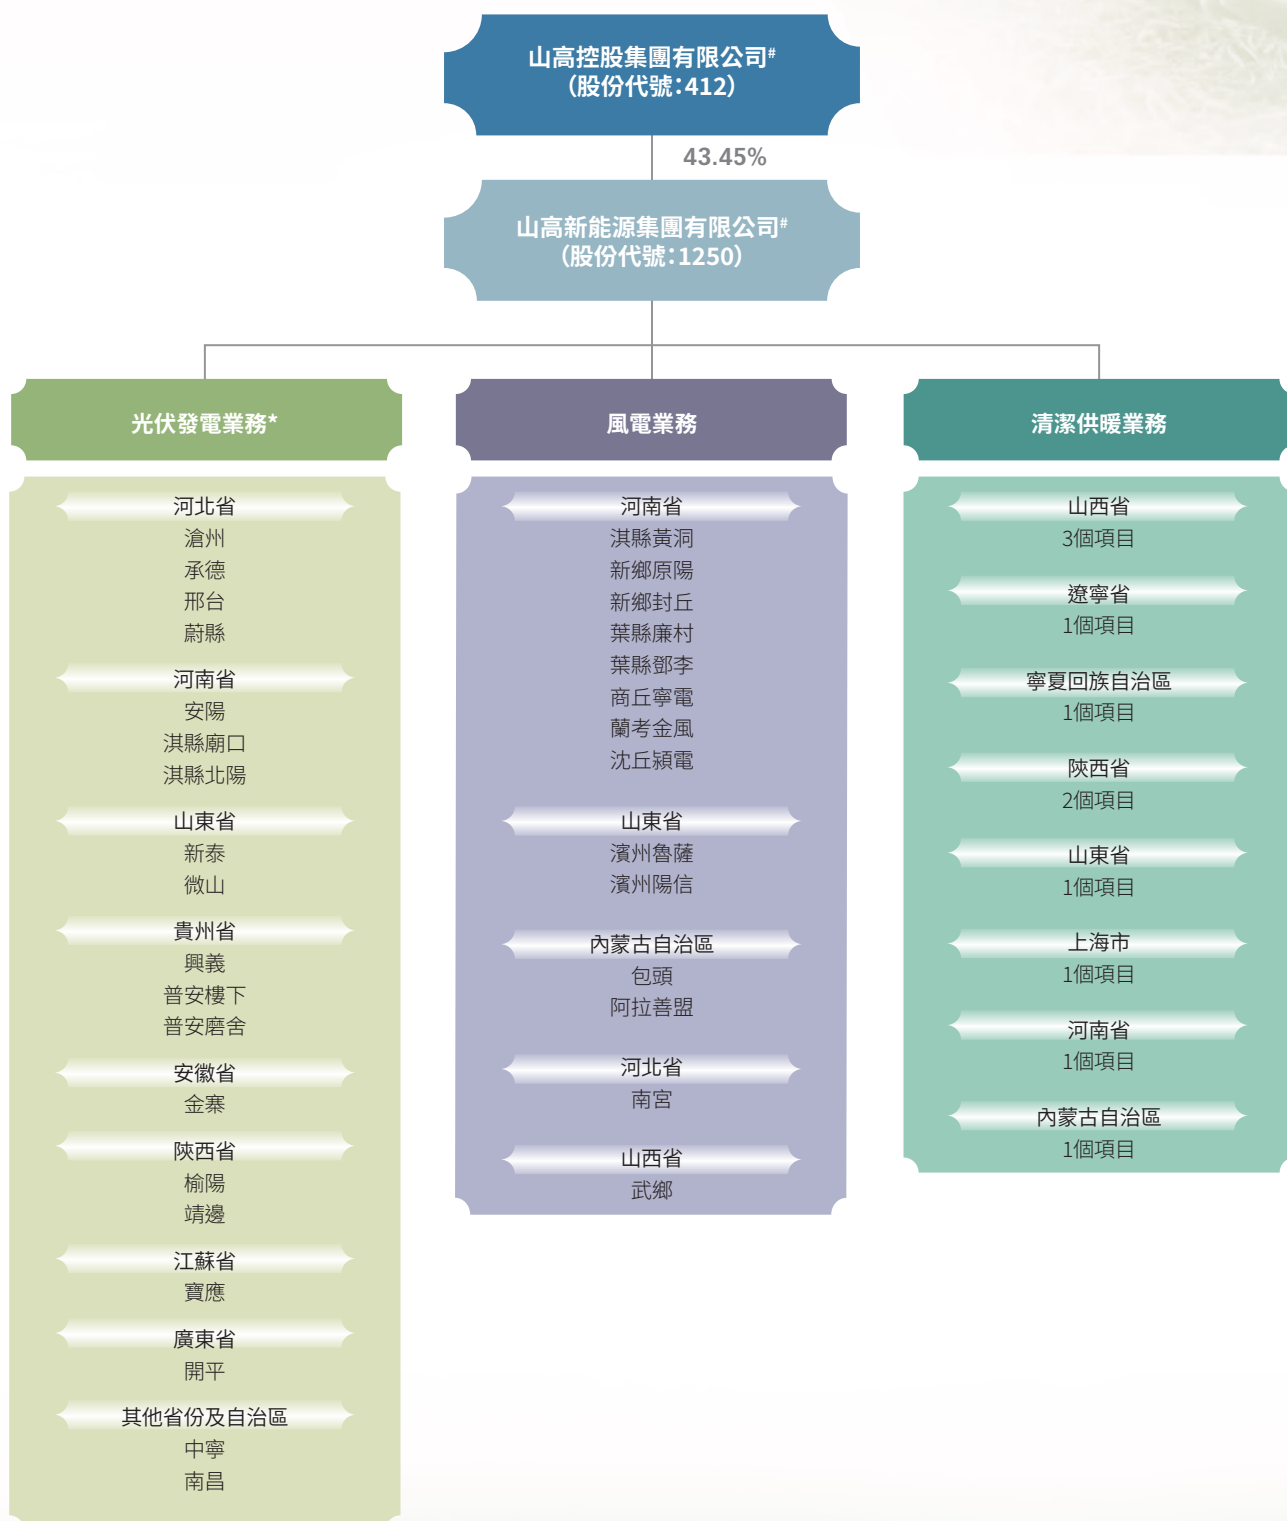 山高控股集團有限公司#
（股份代號：412）
43.45%
山高新能源集團有限公司#
（股份代號：1250）
光伏發電業務*
河北省
滄州
承德
邢台
蔚縣
河南省
安陽
淇縣廟口
淇縣北陽
山東省
新泰
微山
貴州省
興義
普安樓下
普安磨舍
安徽省
金寨
陝西省
榆陽
靖邊
江蘇省
寶應
廣東省
開平
其他省份及自治區
中寧
南昌
風電業務
河南省
淇縣黃洞
新鄉原陽
新鄉封丘
葉縣廉村
葉縣鄧李
商丘寧電
蘭考金風
沈丘潁電
山東省
濱州魯薩
濱州陽信
內蒙古自治區
包頭
阿拉善盟
河北省
南宮
山西省
武鄉
清潔供暖業務
山西省
3個項目
遼寧省
1個項目
寧夏回族自治區
1個項目
陝西省
2個項目
山東省
1個項目
上海市
1個項目
河南省
1個項目
內蒙古自治區
1個項目